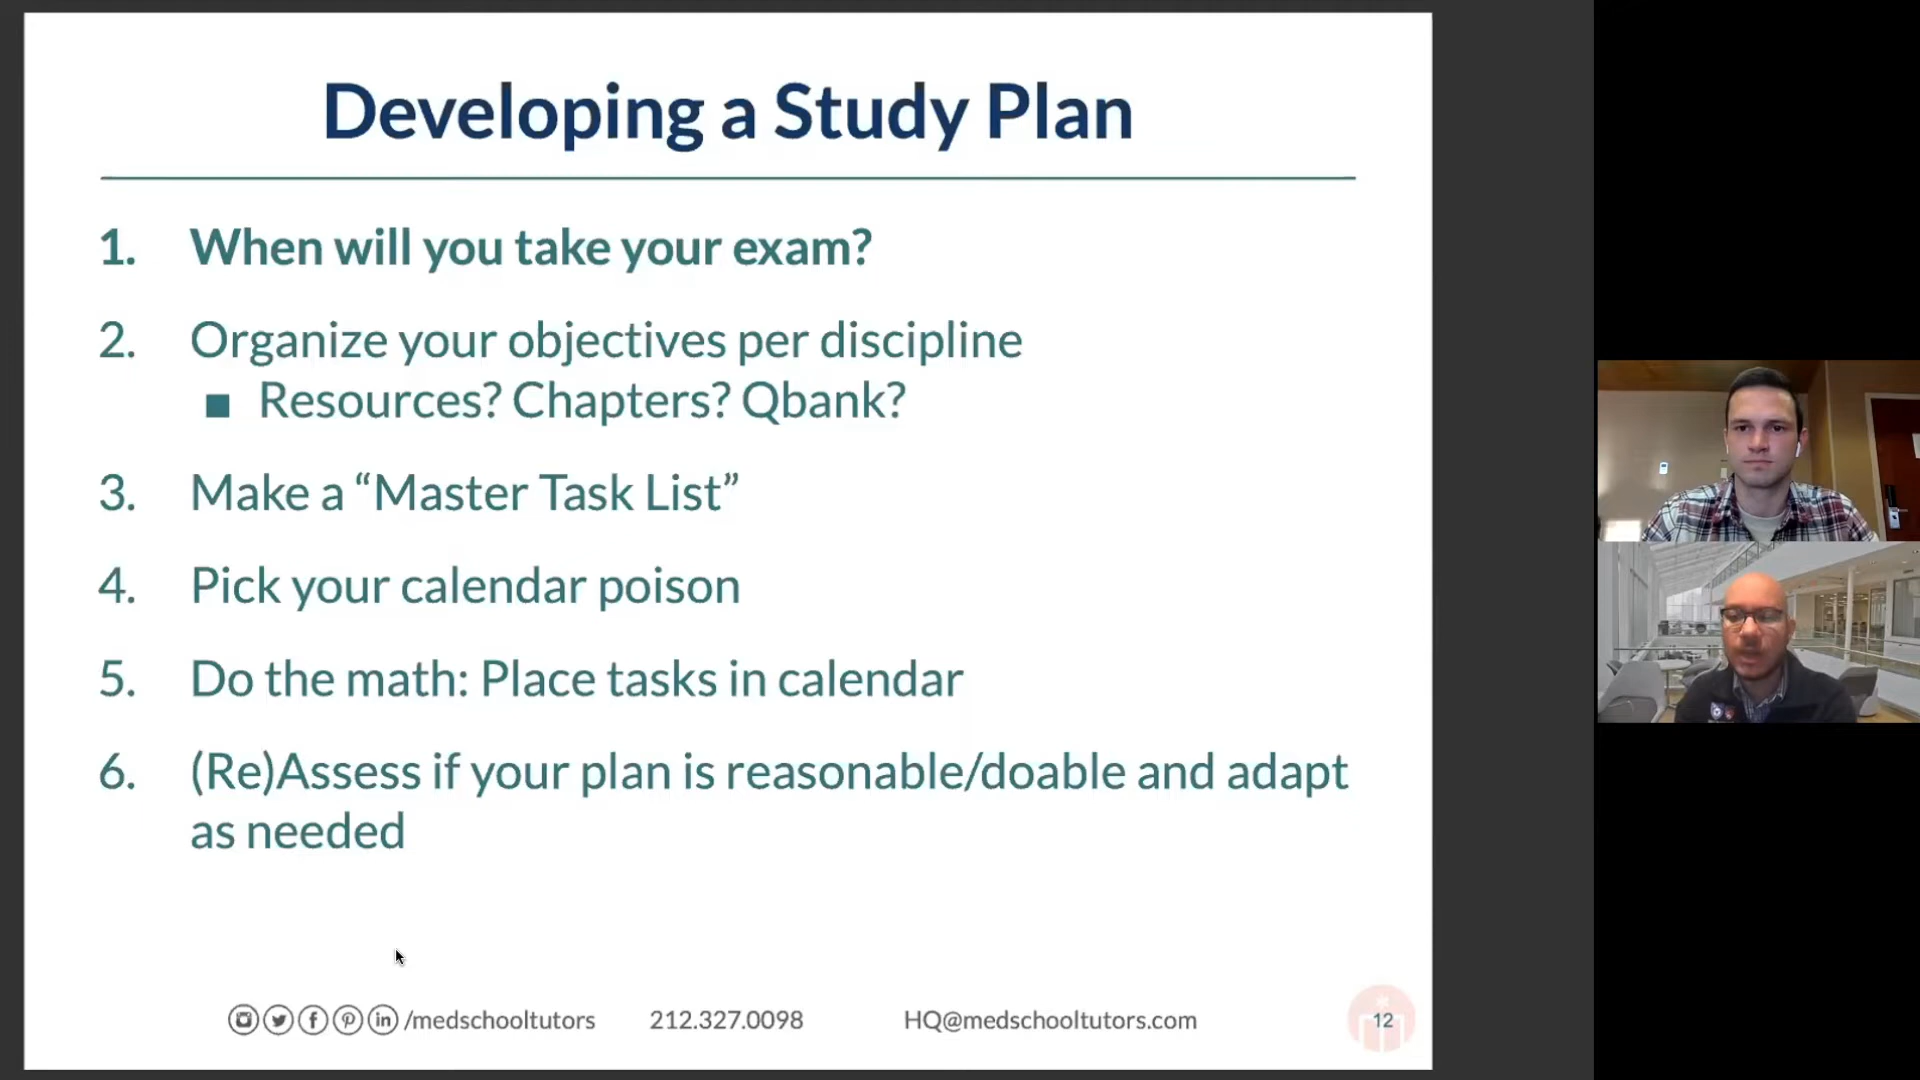 Developing a Study Plan
1. When will you take your exam?
2. Organize your objectives per discipline
■ Resources? Chapters? Qbank?
3. Make a “Master Task List”
4. Pick your calendar poison
5. Do the math: Place tasks in calendar
6. (Re)Assess if your plan is reasonable/doable and adapt
as needed
/medschooltutors 212.327.0098 HQ@medschooltutors.com 12